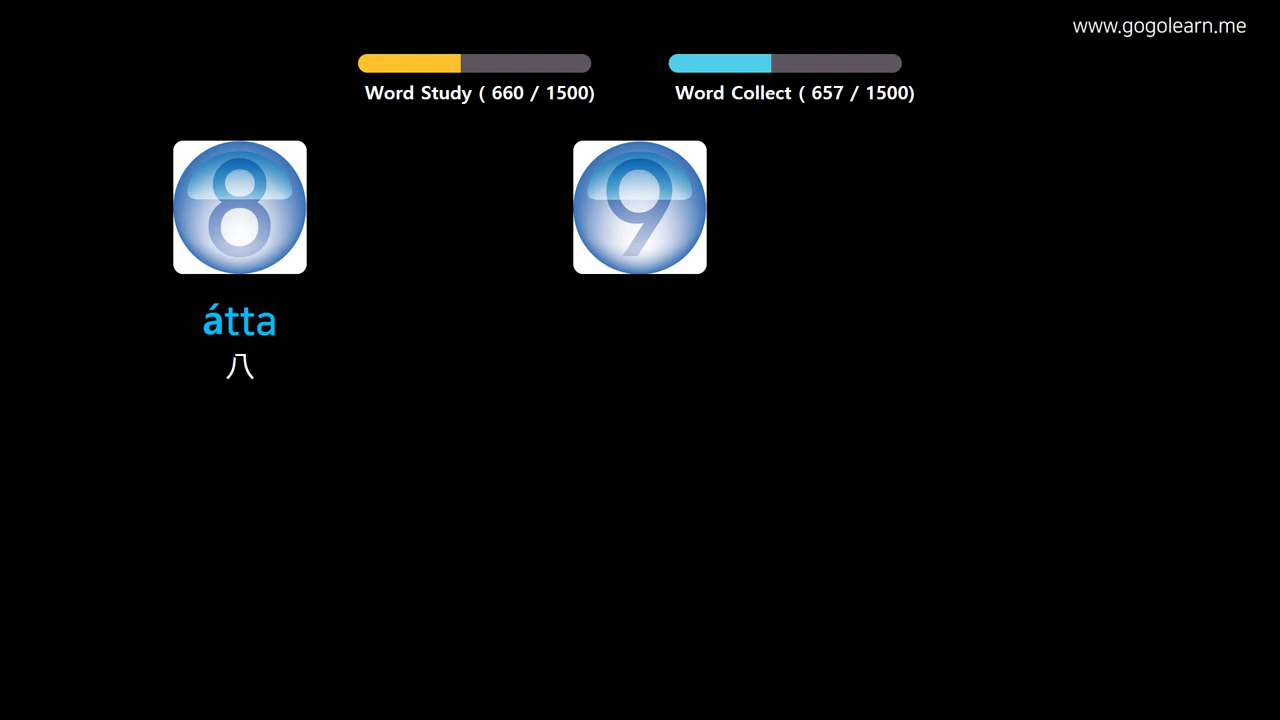 www.gogolearn.me
Word Study ( 660 / 1500)
Word Collect ( 657 / 1500)
8
9
átta
八